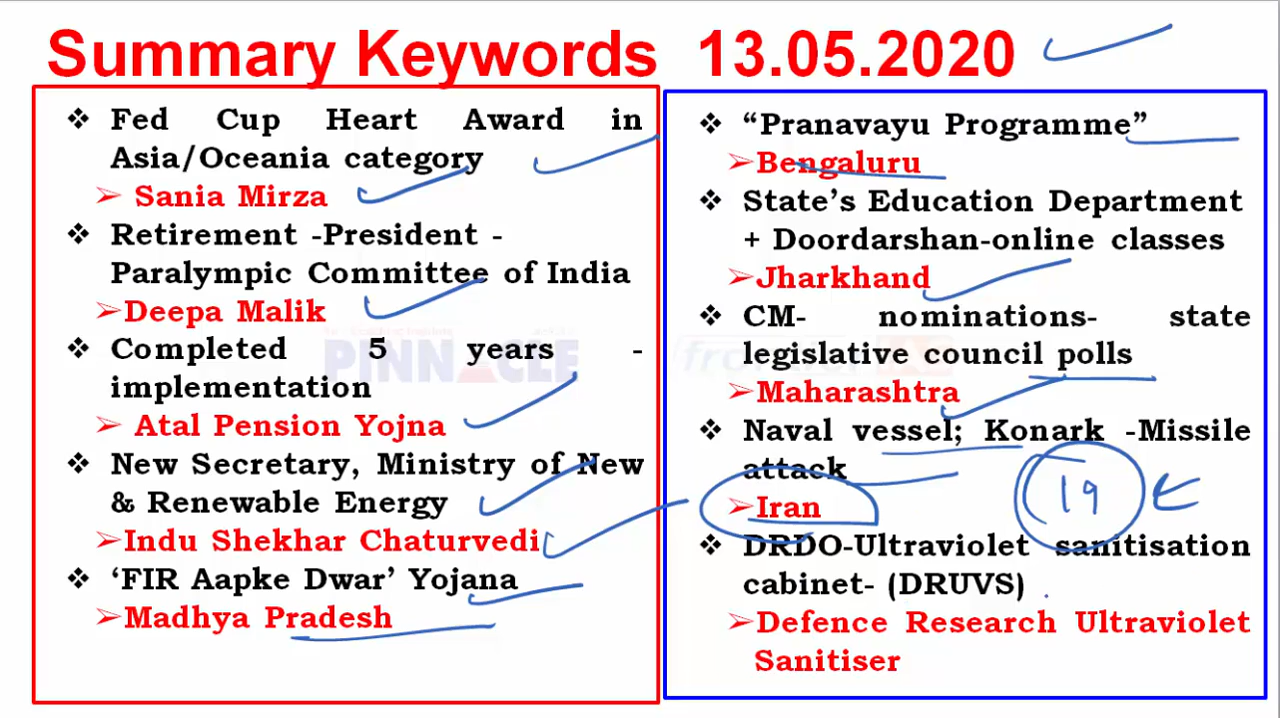 Summary Keywords 13.05.2020
❖ Fed Cup Heart Award in
Asia/Oceania category
➢ Sania Mirza
❖ Retirement -President -
Paralympic Committee of India
➢Deepa Malik
❖ Completed 5 years -
implementation
➢ Atal Pension Yojna
❖ New Secretary, Ministry of New
& Renewable Energy
➢Indu Shekhar Chaturvedi
❖ ‘FIR Aapke Dwar’ Yojana
➢Madhya Pradesh
❖ “Pranavayu Programme”
➢Bengaluru
❖ State’s Education Department
+ Doordarshan-online classes
➢Jharkhand
❖ CM- nominations- state
legislative council polls
➢Maharashtra
❖ Naval vessel; Konark -Missile
attack
➢Iran
19
❖ DRDO-Ultraviolet sanitisation
cabinet- (DRUVS)
➢Defence Research Ultraviolet
Sanitiser
PINNACLE